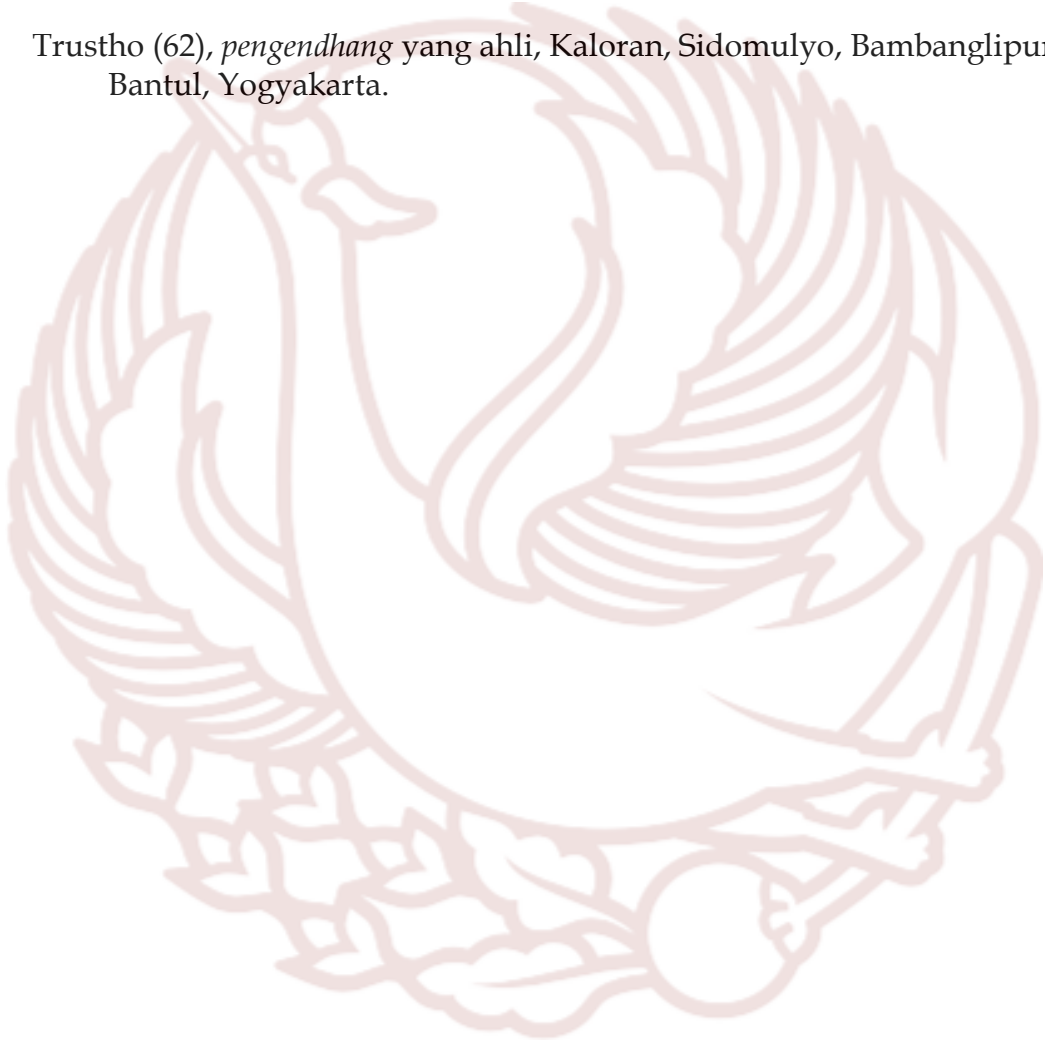 Trustho (62), pengendhang yang ahli, Kaloran, Sidomulyo, Bambanglipur
Bantul, Yogyakarta.